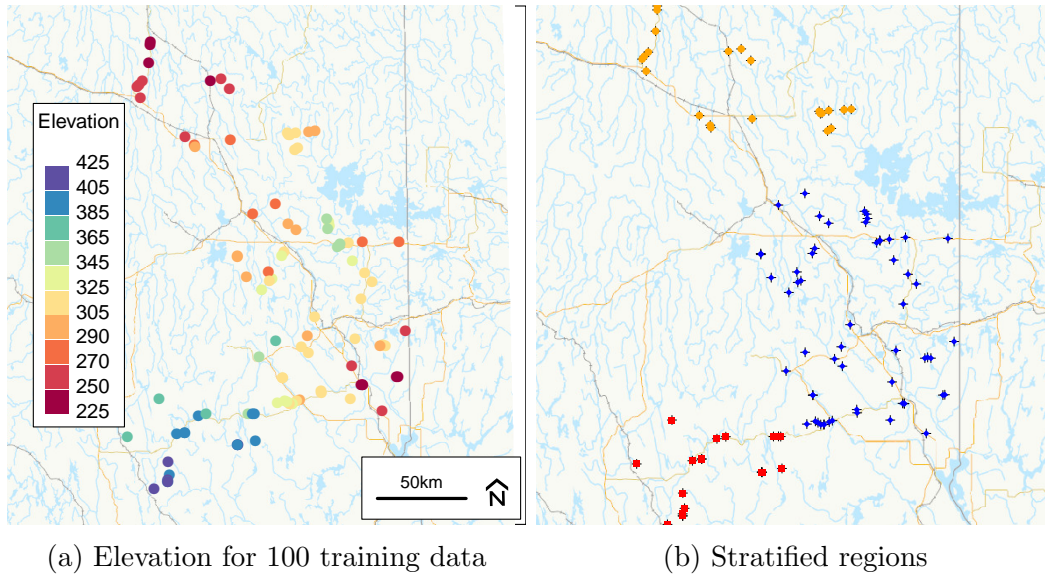 Elevation
425
405
385
365
345
325
305
290
270
250
225
50km
N
(a) Elevation for 100 training data
(b) Stratified regions